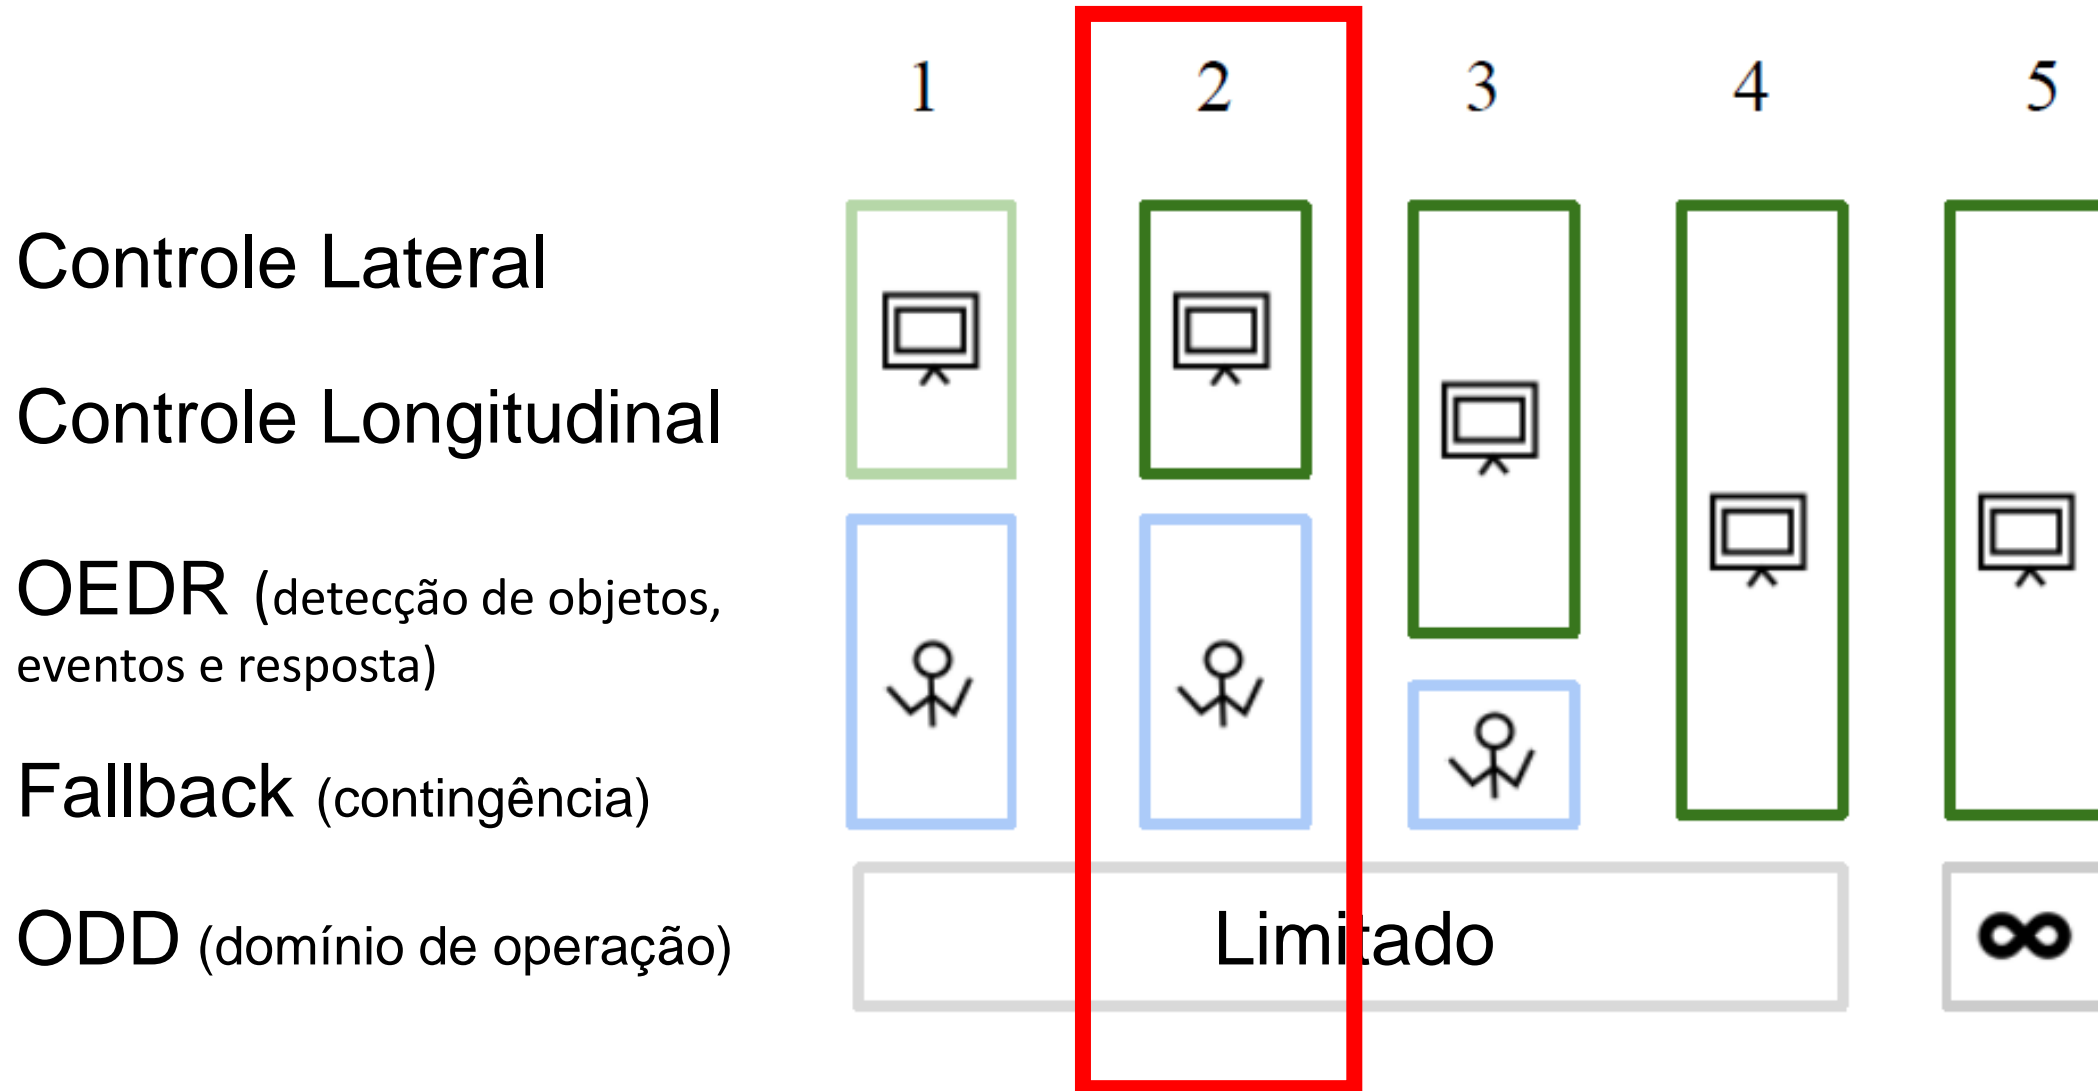 1 2 3 4 5
Controle Lateral
Controle Longitudinal
OEDR (detecção de objetos,
eventos e resposta)
Fallback (contingência)
ODD (domínio de operação)
Limitado
∞